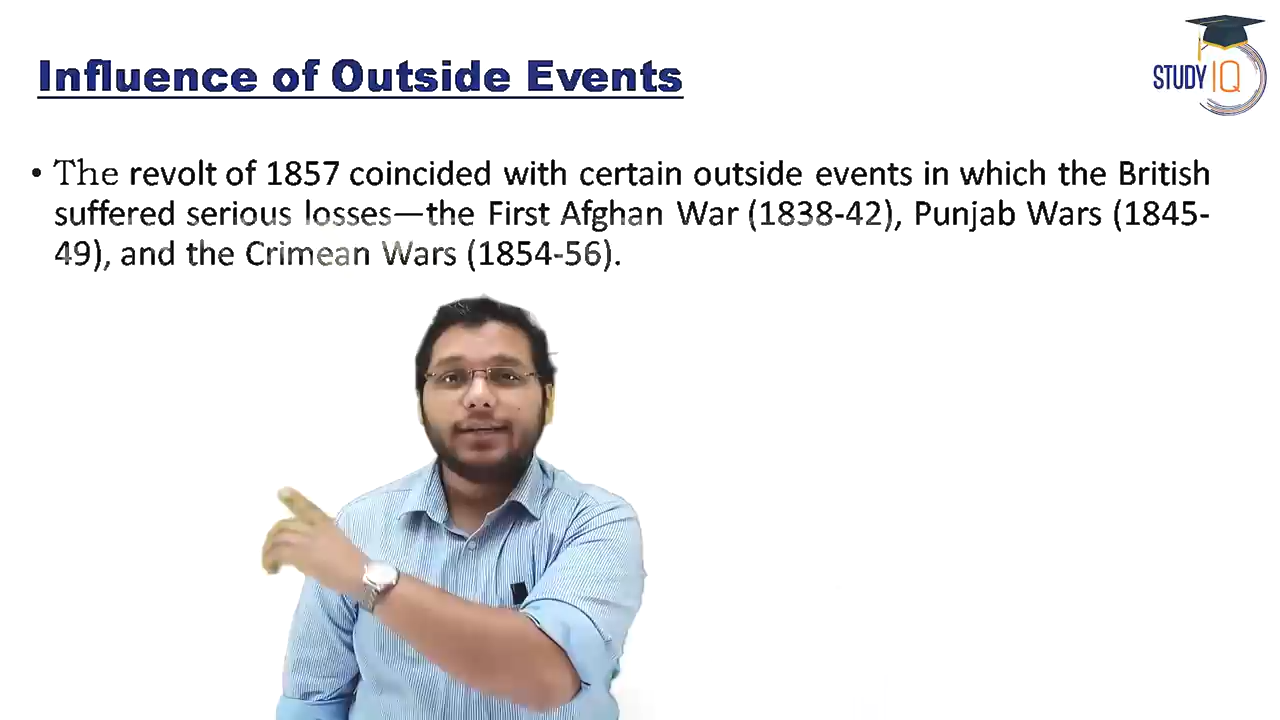 Influence of Outside Events
STUDY IQ
• The revolt of 1857 coincided with certain outside events in which the British
suffered serious losses—the First Afghan War (1838-42), Punjab Wars (1845-
49), and the Crimean Wars (1854-56).